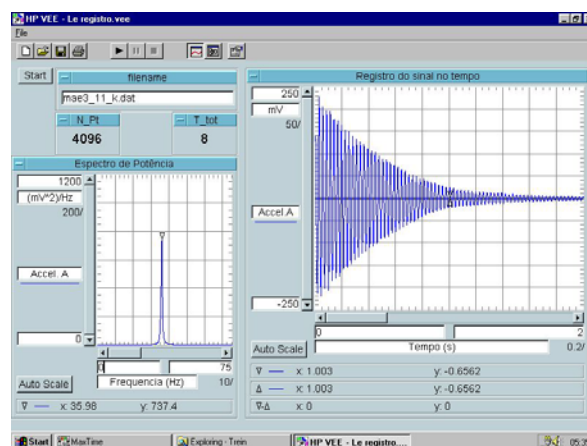 HP VEE - Le registro.vee
File
Start
filename
mae3_11_k.dat
N_Pt
T_tot
4096
8
Espectro de Potência
1200
(mV^2)/Hz
200/
Accel. A
0
0
75
Auto Scale
Frequencia (Hz)
10/
x: 35.98
y: 737.4
Registro do sinal no tempo
250
mV
50/
Accel.A
-250
0
2
Auto Scale
Tempo (s)
0.2/
x: 1.003
y: -0.6562
x: 1.003
y: -0.6562
x: 0
y: 0
Start
MaxTime
Exploring - Trein
HP VEE - Le registro....